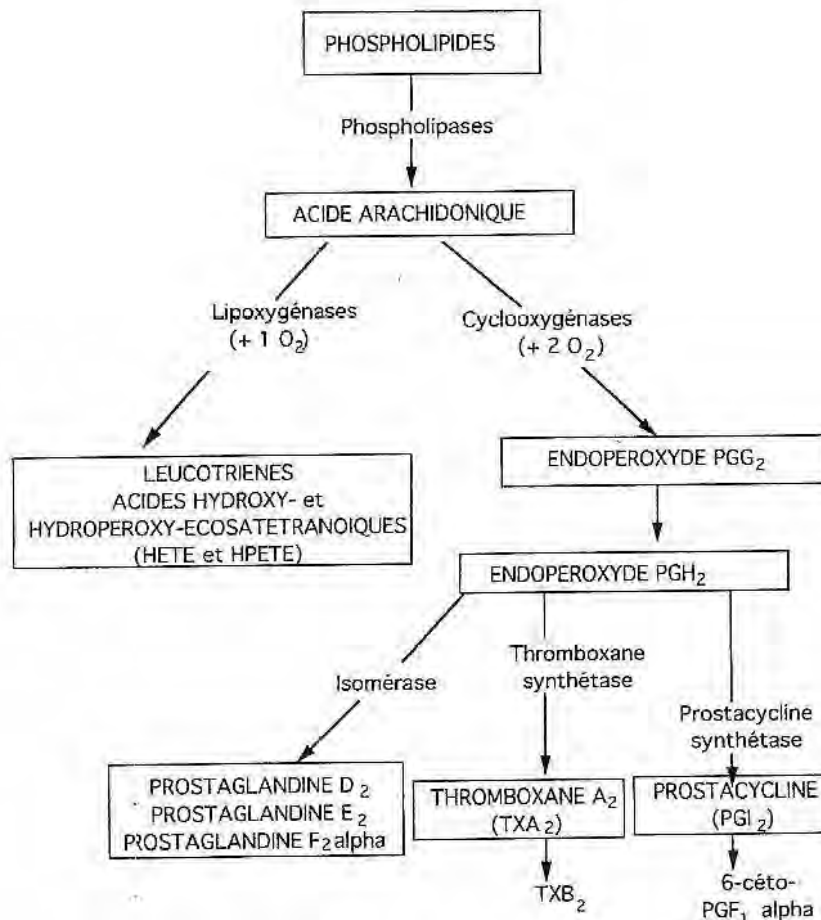 PHOSPHOLIPIDES
Phospholipases
ACIDE ARACHIDONIQUE
Lipoxygénases
(+ 1 O₂)
Cyclooxygénases
(+ 2 O₂)
LEUCOTRIENES
ACIDES HYDROXY- et
HYDROPEROXY-ECOSATETRANOIQUES
(HETE et HPETE)
ENDOPEROXYDE PGG₂
ENDOPEROXYDE PGH₂
Isomérase
Thromboxane
synthétase
Prostacycline
synthétase
PROSTAGLANDINE D₂
PROSTAGLANDINE E₂
PROSTAGLANDINE F₂alpha
THROMBOXANE A₂
(TXA₂)
PROSTACYCLINE
(PGI₂)
TXB₂
6-céto-
PGF₁ alpha